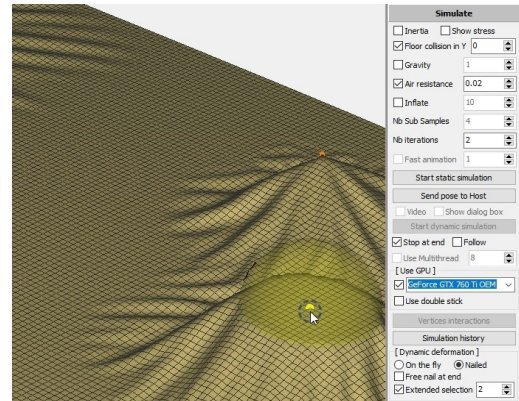 Simulate
Inertia Show stress
Floor collision in Y 0
Gravity 1
Air resistance 0.02
Inflate 10
Nb Sub Samples 4
Nb iterations 2
Fast animation 1
Start static simulation
Send pose to Host
Video Show dialog box
Start dynamic simulation
Stop at end Follow
Use Multithread 8
[ Use GPU ]
GeForce GTX 760 Ti OEM
Use double stick
Vertices interactions
Simulation history
[ Dynamic deformation ]
On the fly Nailed
Free nail at end
Extended selection 2